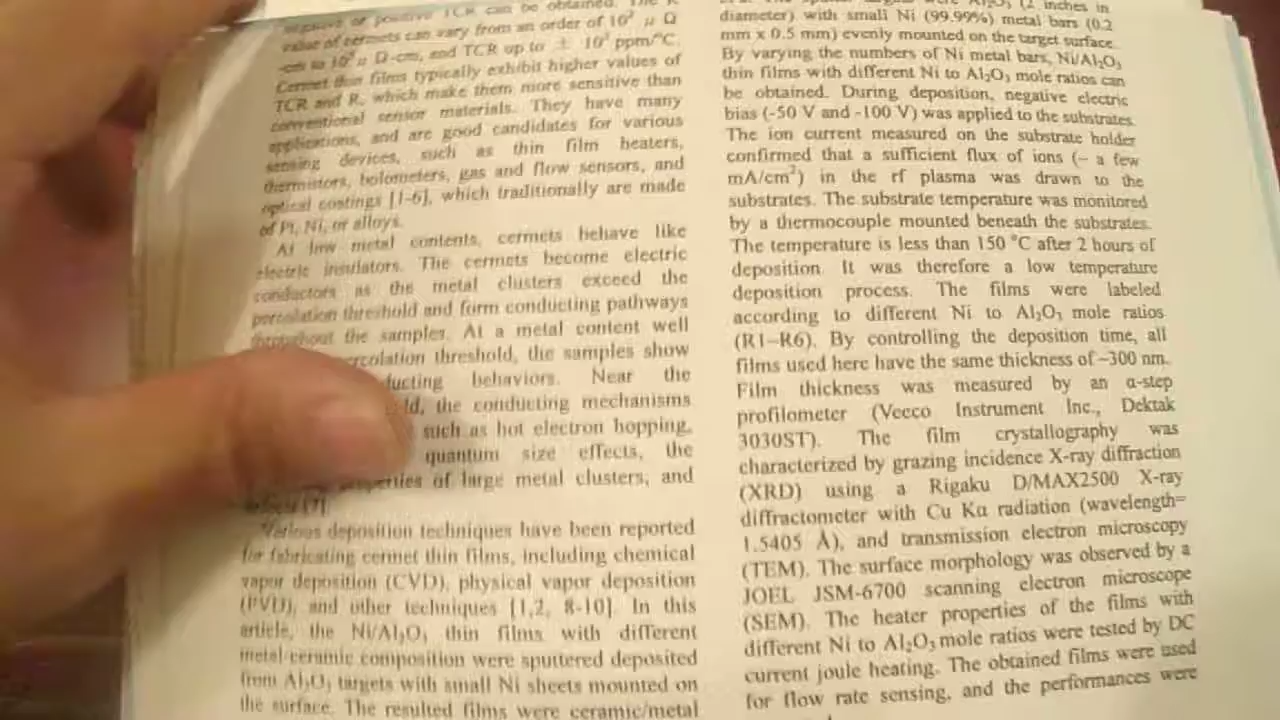 negative or positive TCR can be obtained. The R
value of cermets can vary from an order of 10² μ Ω
-cm to 10⁹ μ Ω-cm, and TCR up to ± 10³ ppm/°C.
Cermet thin films typically exhibit higher values of
TCR and R, which make them more sensitive than
conventional sensor materials. They have many
applications, and are good candidates for various
sensing devices, such as thin film heaters,
thermistors, bolometers, gas and flow sensors, and
optical coatings [1-6], which traditionally are made
of Pt, Ni, or alloys.
At low metal contents, cermets behave like
electric insulators. The cermets become electric
conductors as the metal clusters exceed the
percolation threshold and form conducting pathways
throughout the samples. At a metal content well
percolation threshold, the samples show
ducting behaviors. Near the
ld, the conducting mechanisms
such as hot electron hopping,
quantum size effects, the
erties of large metal clusters, and
[7].
Various deposition techniques have been reported
for fabricating cermet thin films, including chemical
vapor deposition (CVD), physical vapor deposition
(PVD), and other techniques [1,2, 8-10]. In this
article, the Ni/Al₂O₃ thin films with different
metal-ceramic composition were sputtered deposited
from Al₂O₃ targets with small Ni sheets mounted on
the surface. The resulted films were ceramic/metal
Al₂O₃ (2 inches in
diameter) with small Ni (99.99%) metal bars (0.2
mm x 0.5 mm) evenly mounted on the target surface.
By varying the numbers of Ni metal bars, Ni/Al₂O₃
thin films with different Ni to Al₂O₃ mole ratios can
be obtained. During deposition, negative electric
bias (-50 V and -100 V) was applied to the substrates.
The ion current measured on the substrate holder
confirmed that a sufficient flux of ions (~ a few
mA/cm²) in the rf plasma was drawn to the
substrates. The substrate temperature was monitored
by a thermocouple mounted beneath the substrates.
The temperature is less than 150 °C after 2 hours of
deposition. It was therefore a low temperature
deposition process. The films were labeled
according to different Ni to Al₂O₃ mole ratios
(R1–R6). By controlling the deposition time, all
films used here have the same thickness of ~300 nm.
Film thickness was measured by an α-step
profilometer (Veeco Instrument Inc., Dektak
3030ST). The film crystallography was
characterized by grazing incidence X-ray diffraction
(XRD) using a Rigaku D/MAX2500 X-ray
diffractometer with Cu Kα radiation (wavelength=
1.5405 Å), and transmission electron microscopy
(TEM). The surface morphology was observed by a
JOEL JSM-6700 scanning electron microscope
(SEM). The heater properties of the films with
different Ni to Al₂O₃ mole ratios were tested by DC
current joule heating. The obtained films were used
for flow rate sensing, and the performances were